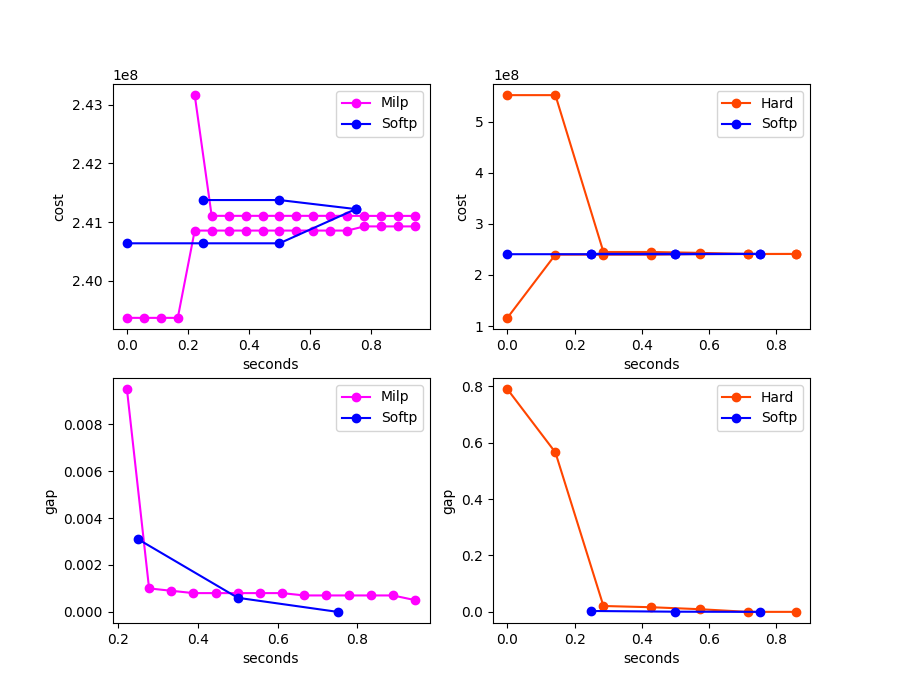 1e8
2.43
2.42
2.41
2.40
cost
0.0 0.2 0.4 0.6 0.8
seconds
Milp
Softp
1e8
5
4
3
2
1
cost
0.0 0.2 0.4 0.6 0.8
seconds
Hard
Softp
0.008
0.006
0.004
0.002
0.000
gap
0.2 0.4 0.6 0.8
seconds
Milp
Softp
0.8
0.6
0.4
0.2
0.0
gap
0.0 0.2 0.4 0.6 0.8
seconds
Hard
Softp